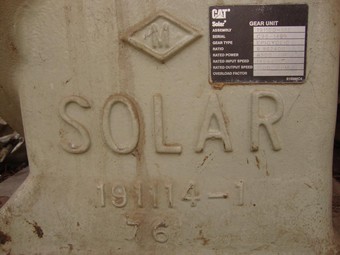 M
CAT
Solar
GEAR UNIT
ASSEMBLY
SERIAL
GEAR TYPE
RATIO
RATED POWER
RATED INPUT SPEED
RATED OUTPUT SPEED
OVERLOAD FACTOR
SOLAR
191114-1
76